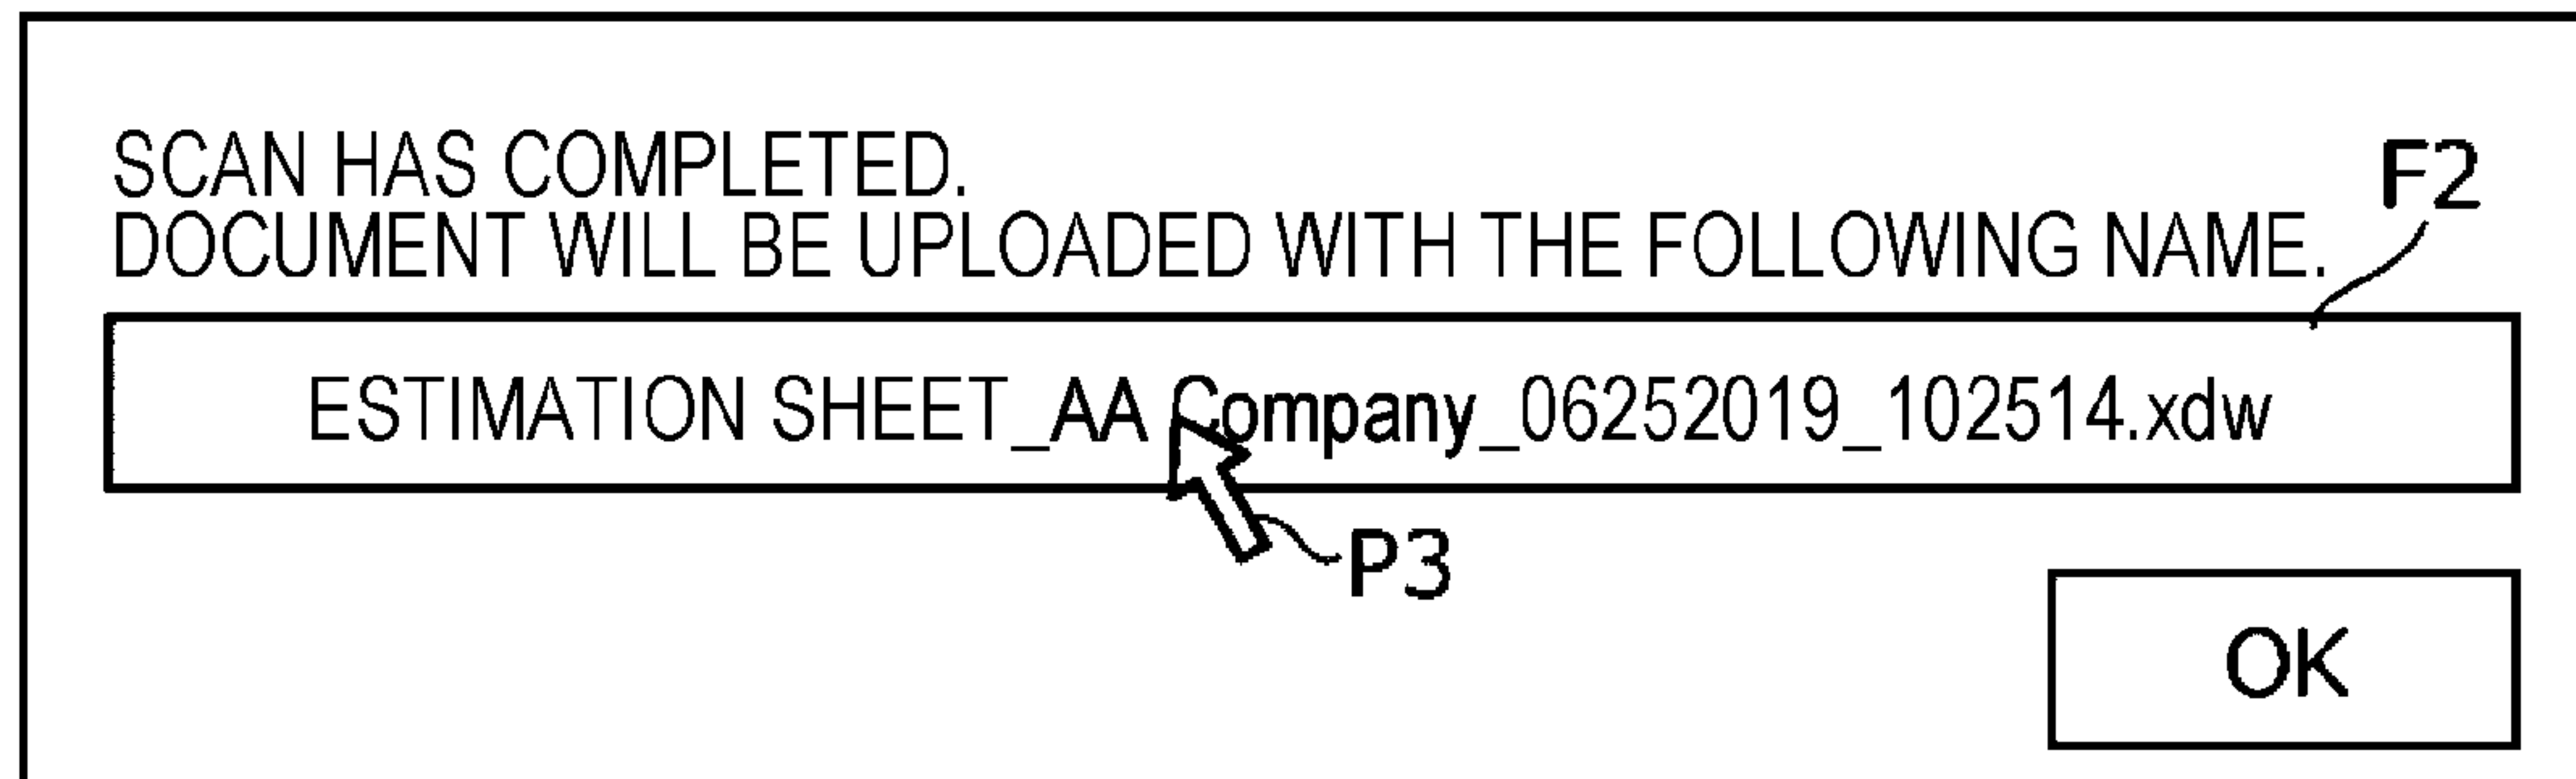 SCAN HAS COMPLETED.
F2
DOCUMENT WILL BE UPLOADED WITH THE FOLLOWING NAME.
ESTIMATION SHEET_AA Company_06252019_102514.xdw
P3
OK